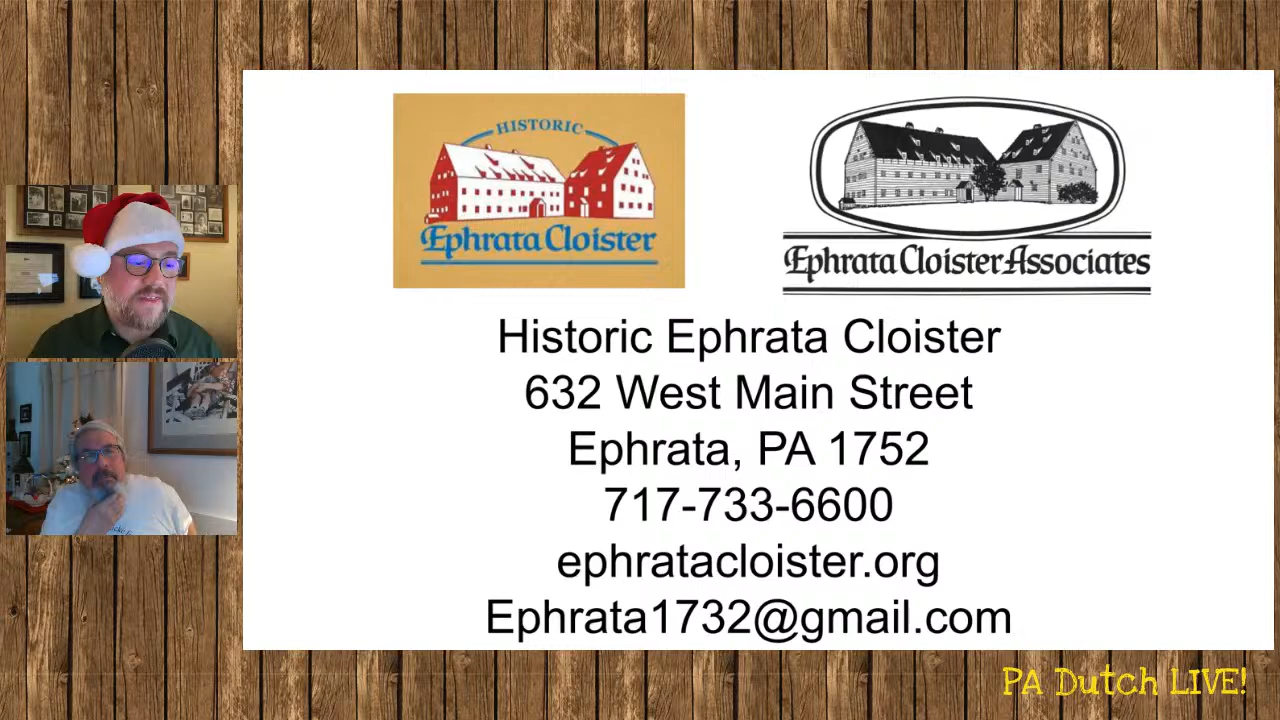 HISTORIC
Ephrata Cloister
Ephrata Cloister Associates
Historic Ephrata Cloister
632 West Main Street
Ephrata, PA 1752
717-733-6600
ephratacloister.org
Ephrata1732@gmail.com
PA Dutch LIVE!